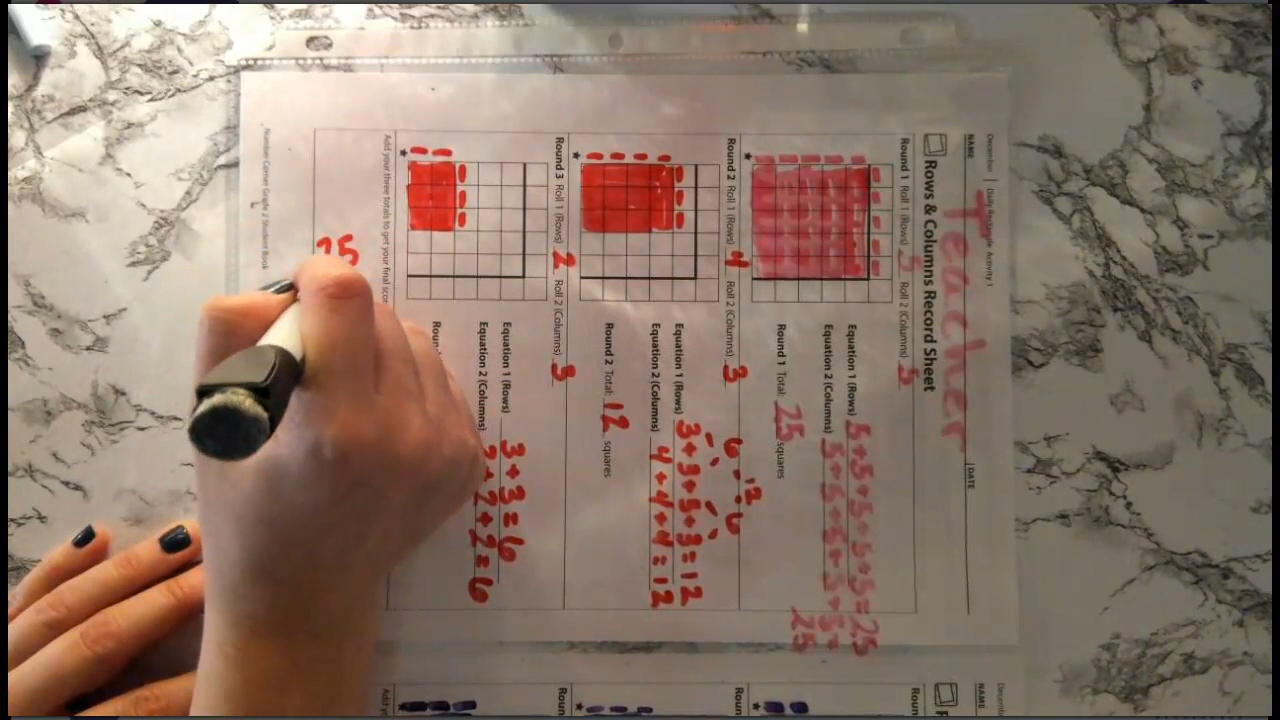 December | Daily Rectangle Activity 1
NAME Teacher | DATE
Rows & Columns Record Sheet
Round 1 Roll 1 (Rows) 5 Roll 2 (Columns) 5
Equation 1 (Rows) 5+5+5+5+5=25
Equation 2 (Columns) 5+5+5+5+5=
25
Round 1 Total: 25 squares
Round 2 Roll 1 (Rows) 4 Roll 2 (Columns) 3
12
6 6
Equation 1 (Rows) 3+3+3+3=12
Equation 2 (Columns) 4+4+4=12
Round 2 Total: 12 squares
Round 3 Roll 1 (Rows) 2 Roll 2 (Columns) 3
Equation 1 (Rows) 3+3=6
Equation 2 (Columns) 2+2+2=6
Add your three totals to get your final
25
Number Corner Grade 2 Student Book
NAME